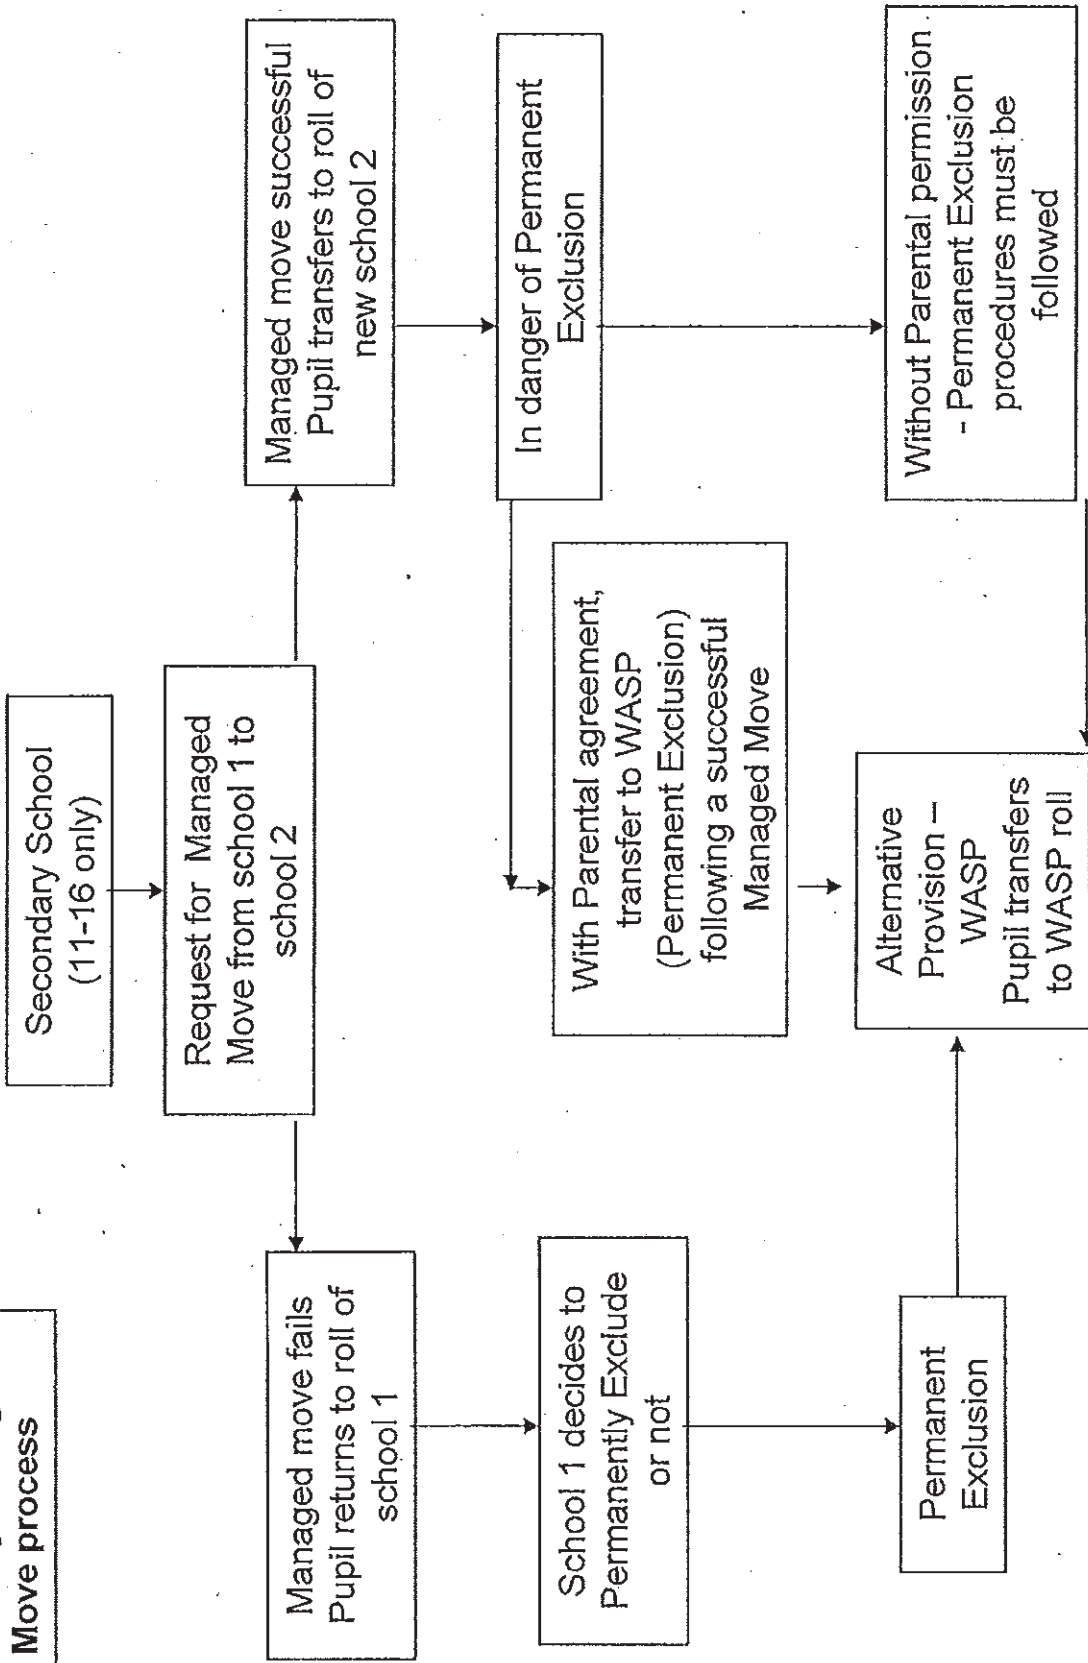 Move process
Secondary School
(11-16 only)
Request for Managed
Move from school 1 to
school 2
Managed move fails
Pupil returns to roll of
school 1
Managed move successful
Pupil transfers to roll of
new school 2
School 1 decides to
Permanently Exclude
or not
In danger of Permanent
Exclusion
With Parental agreement,
transfer to WASP
(Permanent Exclusion)
following a successful
Managed Move
Permanent
Exclusion
Alternative
Provision –
WASP
Pupil transfers
to WASP roll
Without Parental permission
- Permanent Exclusion
procedures must be
followed